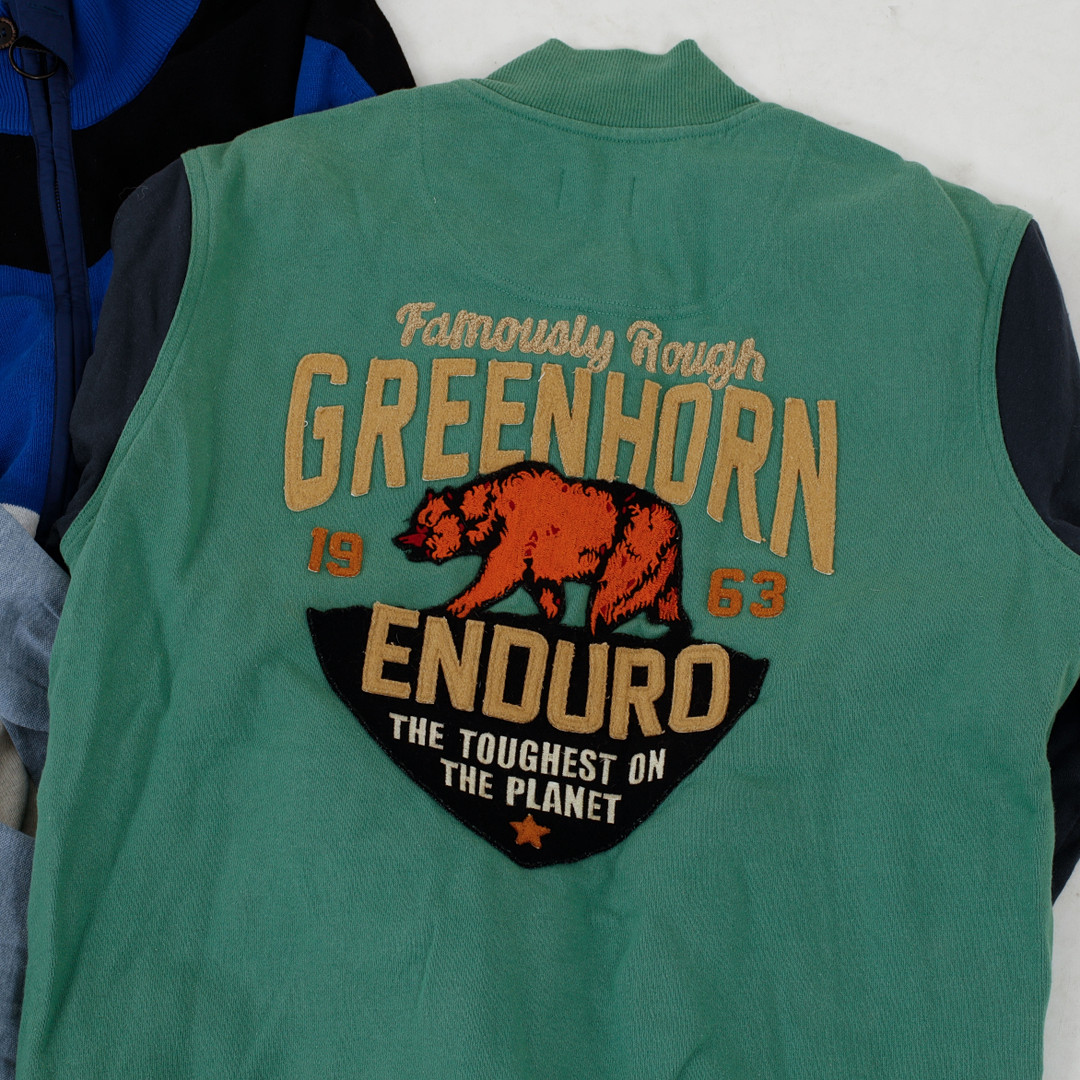 Famously Rough
GREENHORN
19 63
ENDURO
THE TOUGHEST ON
THE PLANET